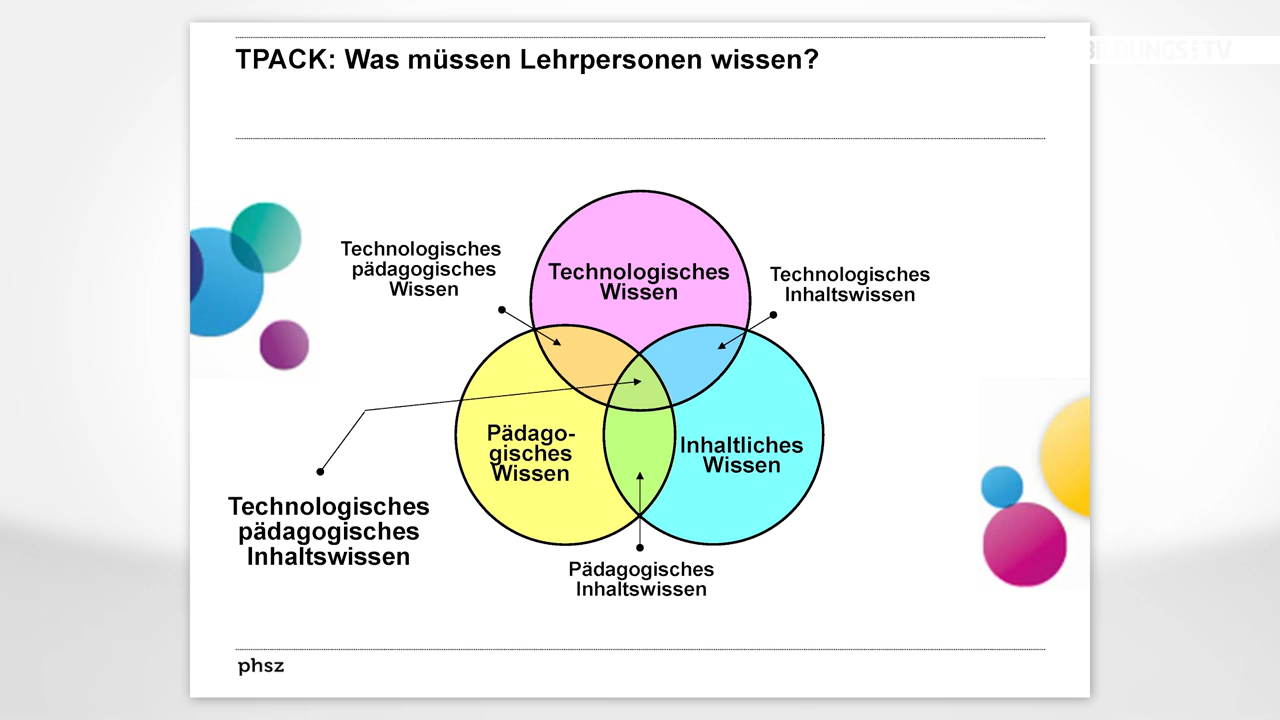 TPACK: Was müssen Lehrpersonen wissen?
BILDUNGS:TV
Technologisches
pädagogisches
Wissen
Technologisches
Wissen
Technologisches
Inhaltswissen
Pädago-
gisches
Wissen
Inhaltliches
Wissen
Technologisches
pädagogisches
Inhaltswissen
Pädagogisches
Inhaltswissen
phsz